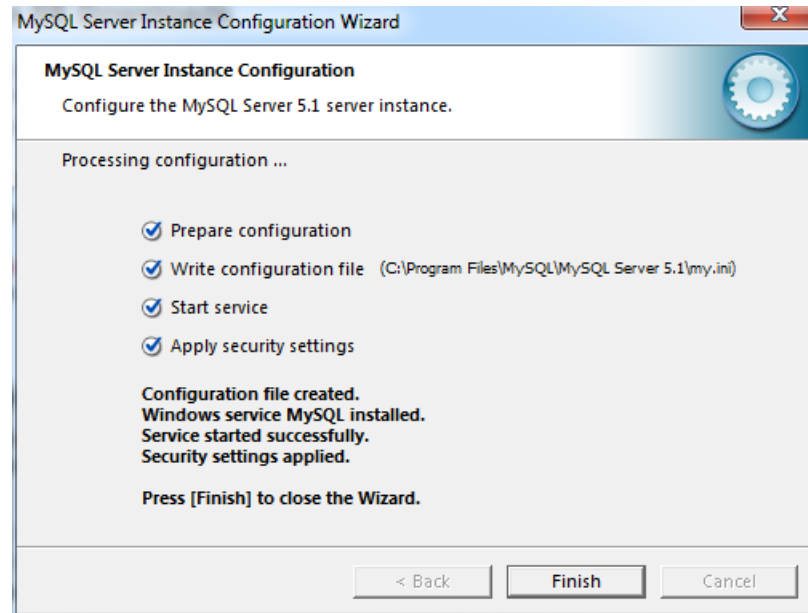 MySQL Server Instance Configuration Wizard
MySQL Server Instance Configuration
Configure the MySQL Server 5.1 server instance.
Processing configuration ...
Prepare configuration
Write configuration file (C:\Program Files\MySQL\MySQL Server 5.1\my.ini)
Start service
Apply security settings
Configuration file created.
Windows service MySQL installed.
Service started successfully.
Security settings applied.
Press [Finish] to close the Wizard.
< Back Finish Cancel